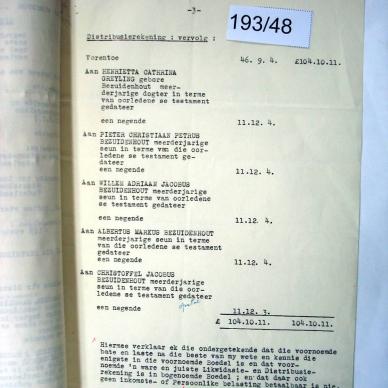 -3-
193/48
Distribusierekening : vervolg :
Vorentoe 46. 9. 4. £104.10.11.
Aan HENRIETTA CATHRINA
GREYLING gebore
Bezuidenhout meer-
derjarige dogter in terme
van oorledene se testament
gedateer
een negende 11.12. 4.
Aan PIETER CHRISTIAAN PETRUS
BEZUIDENHOUT meerderjarige
seun in terme van die oor-
ledene se testament ge-
dateer
een negende 11.12. 4.
Aan WILLEM ADRIAAN JACOBUS
BEZUIDENHOUT meerderjarige
seun in terme van oorledene
se testament gedateer
een negende 11.12. 4.
Aan ALBERTUS MARKUS BEZUIDENHOUT
meerderjarige seun in terme
van die oorledene se testament
gedateer
een negende 11.12. 4.
Aan CHRISTOFFEL JACOBUS
BEZUIDENHOUT meerderjarige
seun in terme van die oor-
ledene se testament gedateer
een negende 11.12. 3.
£ 104.10.11. £ 104.10.11.
Hiermee verklaar ek die ondergetekende dat die voornoemde
bate en laste na die beste van my wete en kennis die
enigste in die voornoemde Boedel is en dat voor-
noemde 'n ware en juiste Likwidasie- en Distribusie-
rekening is in bogenoemde Boedel ; en dat daar ook
geen inkomste- of Persoonlike belasting betaalbaar is nie.